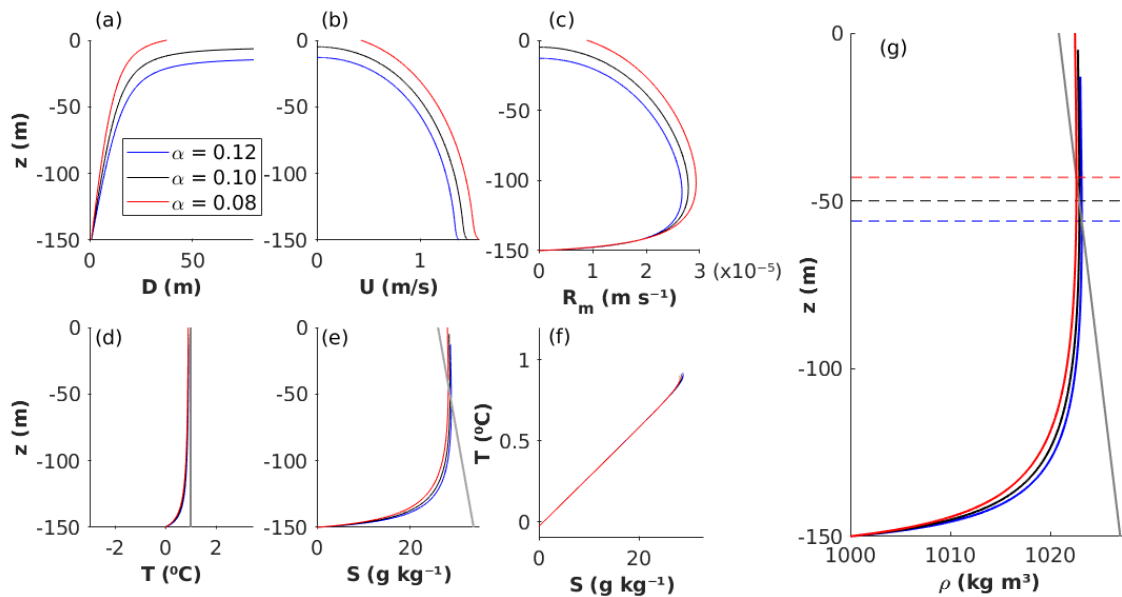 (a)
0
-50
-100
-150
z (m)
0
50
D (m)
α = 0.12
α = 0.10
α = 0.08
(b)
0
-50
-100
-150
0
1
U (m/s)
(c)
0
-50
-100
-150
0
1
2
3
(x10⁻⁵)
R_m (m s⁻¹)
(d)
0
-50
-100
-150
z (m)
-2
0
2
T (⁰C)
(e)
0
-50
-100
-150
0
20
S (g kg⁻¹)
(f)
1
0.5
0
T (⁰C)
0
10
20
30
S (g kg⁻¹)
(g)
0
-50
-100
-150
z (m)
1000
1010
1020
ρ (kg m³)